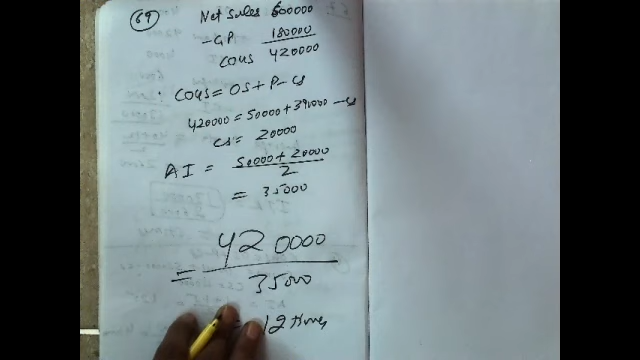 69
Net Sales 600000
- GP 180000
COGS 420000
COGS = OS + P - CS
420000 = 50000 + 390000 - CS
CS = 20000
AI = 50000 + 20000
2
= 35000
= 420000
35000
= 12 Times